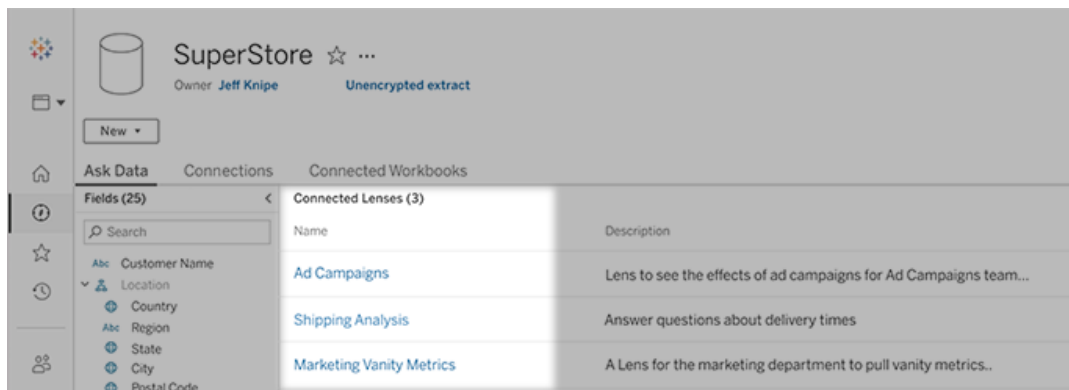 SuperStore
Owner Jeff Knipe Unencrypted extract
New
Ask Data Connections Connected Workbooks
Fields (25)
Search
Abc Customer Name
Location
Country
Abc Region
State
City
Postal Code
Connected Lenses (3)
Name Description
Ad Campaigns Lens to see the effects of ad campaigns for Ad Campaigns team...
Shipping Analysis Answer questions about delivery times
Marketing Vanity Metrics A Lens for the marketing department to pull vanity metrics..